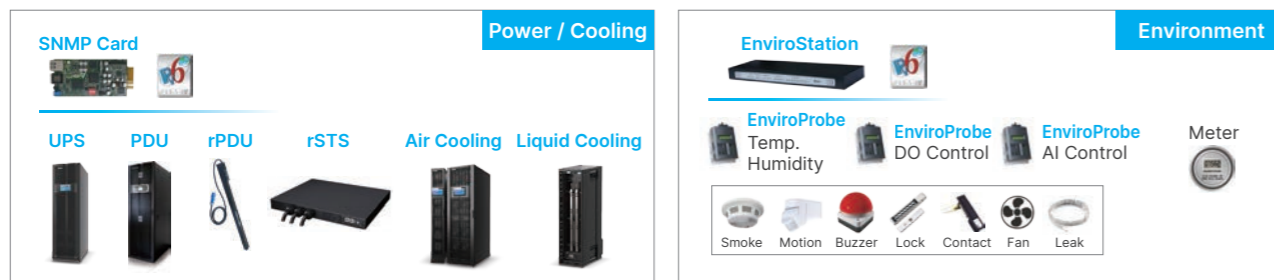 Power / Cooling
SNMP Card
UPS
PDU
rPDU
rSTS
Air Cooling
Liquid Cooling
Environment
EnviroStation
EnviroProbe
Temp.
Humidity
EnviroProbe
DO Control
EnviroProbe
AI Control
Meter
Smoke
Motion
Buzzer
Lock
Contact
Fan
Leak